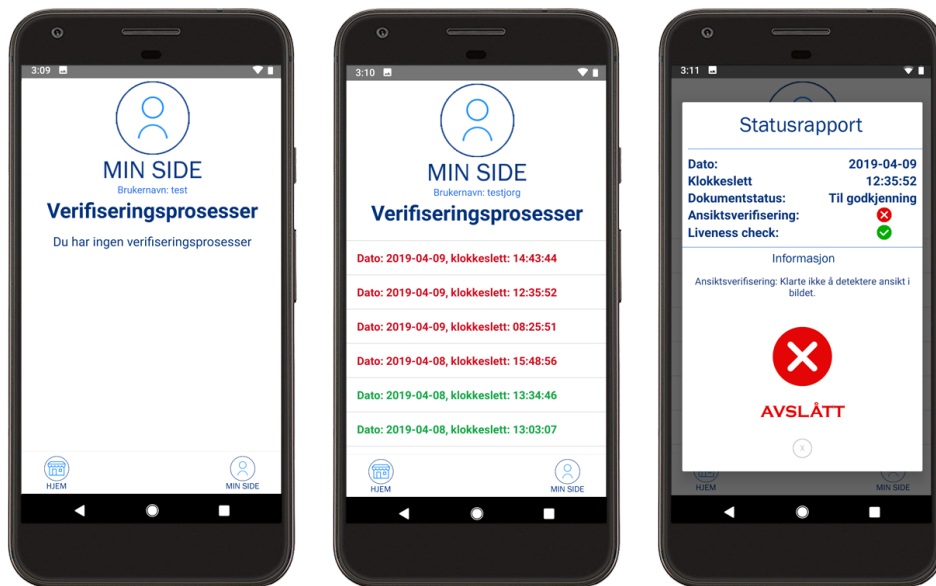 3:09
MIN SIDE
Brukernavn: test
Verifiseringsprosesser
Du har ingen verifiseringsprosesser
HJEM
MIN SIDE
3:10
MIN SIDE
Brukernavn: testjorg
Verifiseringsprosesser
Dato: 2019-04-09, klokkeslett: 14:43:44
Dato: 2019-04-09, klokkeslett: 12:35:52
Dato: 2019-04-09, klokkeslett: 08:25:51
Dato: 2019-04-08, klokkeslett: 15:48:56
Dato: 2019-04-08, klokkeslett: 13:34:46
Dato: 2019-04-08, klokkeslett: 13:03:07
HJEM
MIN SIDE
3:11
Statusrapport
Dato: 2019-04-09
Klokkeslett 12:35:52
Dokumentstatus: Til godkjenning
Ansiktsverifisering:
Liveness check:
Informasjon
Ansiktsverifisering: Klarte ikke å detektere ansikt i
bildet.
AVSLÅTT
x
HJEM
MIN SIDE